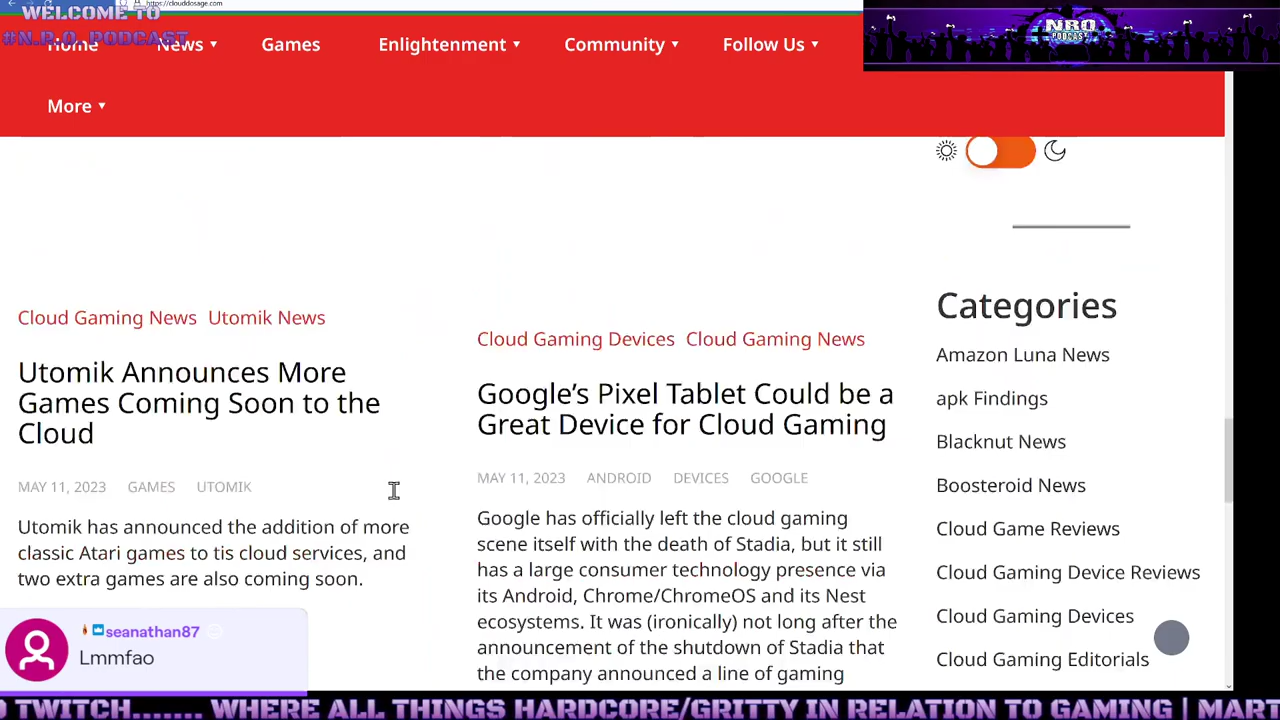 https://clouddosage.com
WELCOME TO
#N.R.O. PODCAST
Home
News
Games
Enlightenment
Community
Follow Us
More
NRO
PODCAST
Cloud Gaming News Utomik News
Utomik Announces More
Games Coming Soon to the
Cloud
MAY 11, 2023 GAMES UTOMIK
Utomik has announced the addition of more
classic Atari games to tis cloud services, and
two extra games are also coming soon.
Cloud Gaming Devices Cloud Gaming News
Google’s Pixel Tablet Could be a
Great Device for Cloud Gaming
MAY 11, 2023 ANDROID DEVICES GOOGLE
Google has officially left the cloud gaming
scene itself with the death of Stadia, but it still
has a large consumer technology presence via
its Android, Chrome/ChromeOS and its Nest
ecosystems. It was (ironically) not long after the
announcement of the shutdown of Stadia that
the company announced a line of gaming
Categories
Amazon Luna News
apk Findings
Blacknut News
Boosteroid News
Cloud Game Reviews
Cloud Gaming Device Reviews
Cloud Gaming Devices
Cloud Gaming Editorials
seanathan87
Lmmfao
TWITCH....... WHERE ALL THINGS HARDCORE/GRITTY IN RELATION TO GAMING | MART